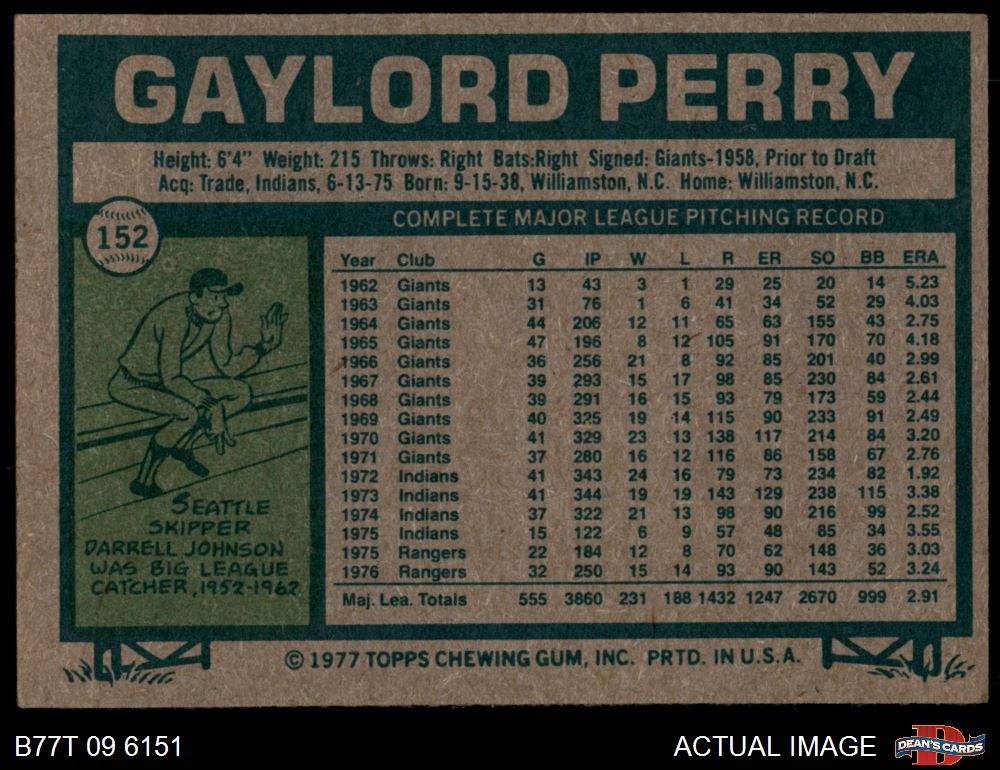 GAYLORD PERRY
Height: 6'4" Weight: 215 Throws: Right Bats:Right Signed: Giants-1958, Prior to Draft
Acq: Trade, Indians, 6-13-75 Born: 9-15-38, Williamston, N.C. Home: Williamston, N.C.
152
COMPLETE MAJOR LEAGUE PITCHING RECORD
Year Club G IP W L R ER SO BB ERA
1962 Giants 13 43 3 1 29 25 20 14 5.23
1963 Giants 31 76 1 6 41 34 52 29 4.03
1964 Giants 44 206 12 11 65 63 155 43 2.75
1965 Giants 47 196 8 12 105 91 170 70 4.18
1966 Giants 36 256 21 8 92 85 201 40 2.99
1967 Giants 39 293 15 17 98 85 230 84 2.61
1968 Giants 39 291 16 15 93 79 173 59 2.44
1969 Giants 40 325 19 14 115 90 233 91 2.49
1970 Giants 41 329 23 13 138 117 214 84 3.20
1971 Giants 37 280 16 12 116 86 158 67 2.76
1972 Indians 41 343 24 16 79 73 234 82 1.92
1973 Indians 41 344 19 19 143 129 238 115 3.38
1974 Indians 37 322 21 13 98 90 216 99 2.52
1975 Indians 15 122 6 9 57 48 85 34 3.55
1975 Rangers 22 184 12 8 70 62 148 36 3.03
1976 Rangers 32 250 15 14 93 90 143 52 3.24
Maj. Lea. Totals 555 3860 231 188 1432 1247 2670 999 2.91
SEATTLE
SKIPPER
DARRELL JOHNSON
WAS BIG LEAGUE
CATCHER, 1952-1962
© 1977 TOPPS CHEWING GUM, INC. PRTD. IN U.S.A.
B77T 09 6151
ACTUAL IMAGE
D
DEAN'S CARDS